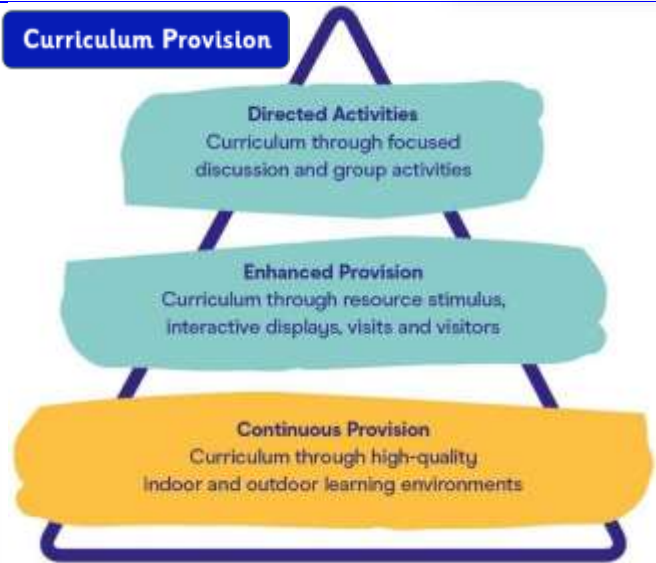 Curriculum Provision
Directed Activities
Curriculum through focused
discussion and group activities
Enhanced Provision
Curriculum through resource stimulus,
interactive displays, visits and visitors
Continuous Provision
Curriculum through high-quality
indoor and outdoor learning environments